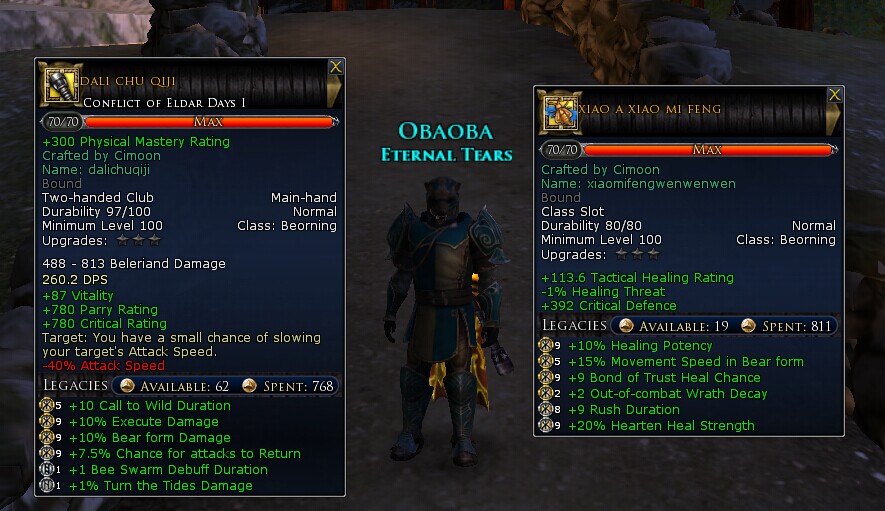 DALI CHU QIJI
CONFLICT OF ELDAR DAYS I
70/70 MAX
+300 Physical Mastery Rating
Crafted by Cimoon
Name: dalichuqiji
Bound
Two-handed Club Main-hand
Durability 97/100 Normal
Minimum Level 100 Class: Beorning
Upgrades:
488 - 813 Beleriand Damage
260.2 DPS
+87 Vitality
+780 Parry Rating
+780 Critical Rating
Target: You have a small chance of slowing
your target's Attack Speed.
-40% Attack Speed
LEGACIES AVAILABLE: 62 SPENT: 768
5 +10 Call to Wild Duration
9 +10% Execute Damage
9 +10% Bear form Damage
9 +7.5% Chance for attacks to Return
1 +1 Bee Swarm Debuff Duration
1 +1% Turn the Tides Damage
OBAOBA
ETERNAL TEARS
XIAO A XIAO MI FENG
70/70 MAX
Crafted by Cimoon
Name: xiaomifengwenwenwen
Bound
Class Slot
Durability 80/80 Normal
Minimum Level 100 Class: Beorning
Upgrades:
+113.6 Tactical Healing Rating
-1% Healing Threat
+392 Critical Defence
LEGACIES AVAILABLE: 19 SPENT: 811
9 +10% Healing Potency
5 +15% Movement Speed in Bear form
9 +9 Bond of Trust Heal Chance
2 +2 Out-of-combat Wrath Decay
8 +9 Rush Duration
9 +20% Hearten Heal Strength